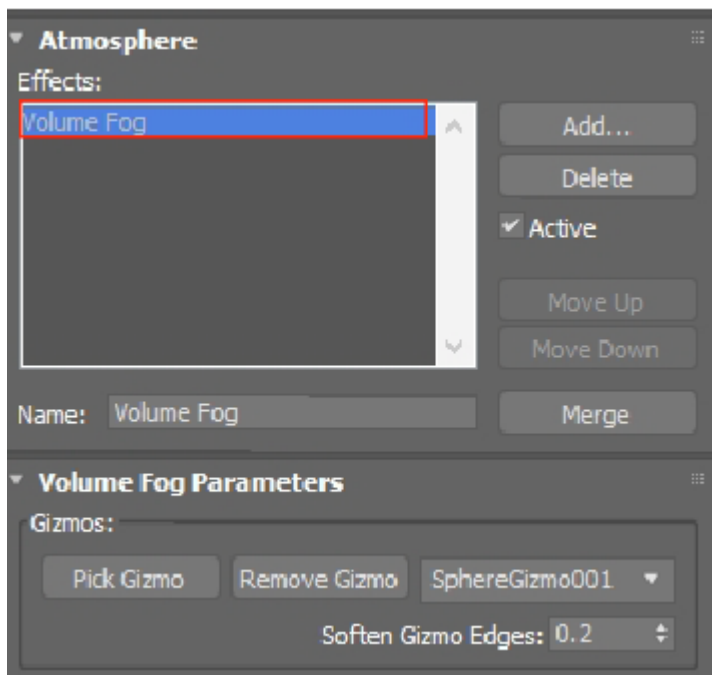 Atmosphere
Effects:
Volume Fog
Add...
Delete
Active
Move Up
Move Down
Name: Volume Fog
Merge
Volume Fog Parameters
Gizmos:
Pick Gizmo Remove Gizmo SphereGizmo001
Soften Gizmo Edges: 0.2